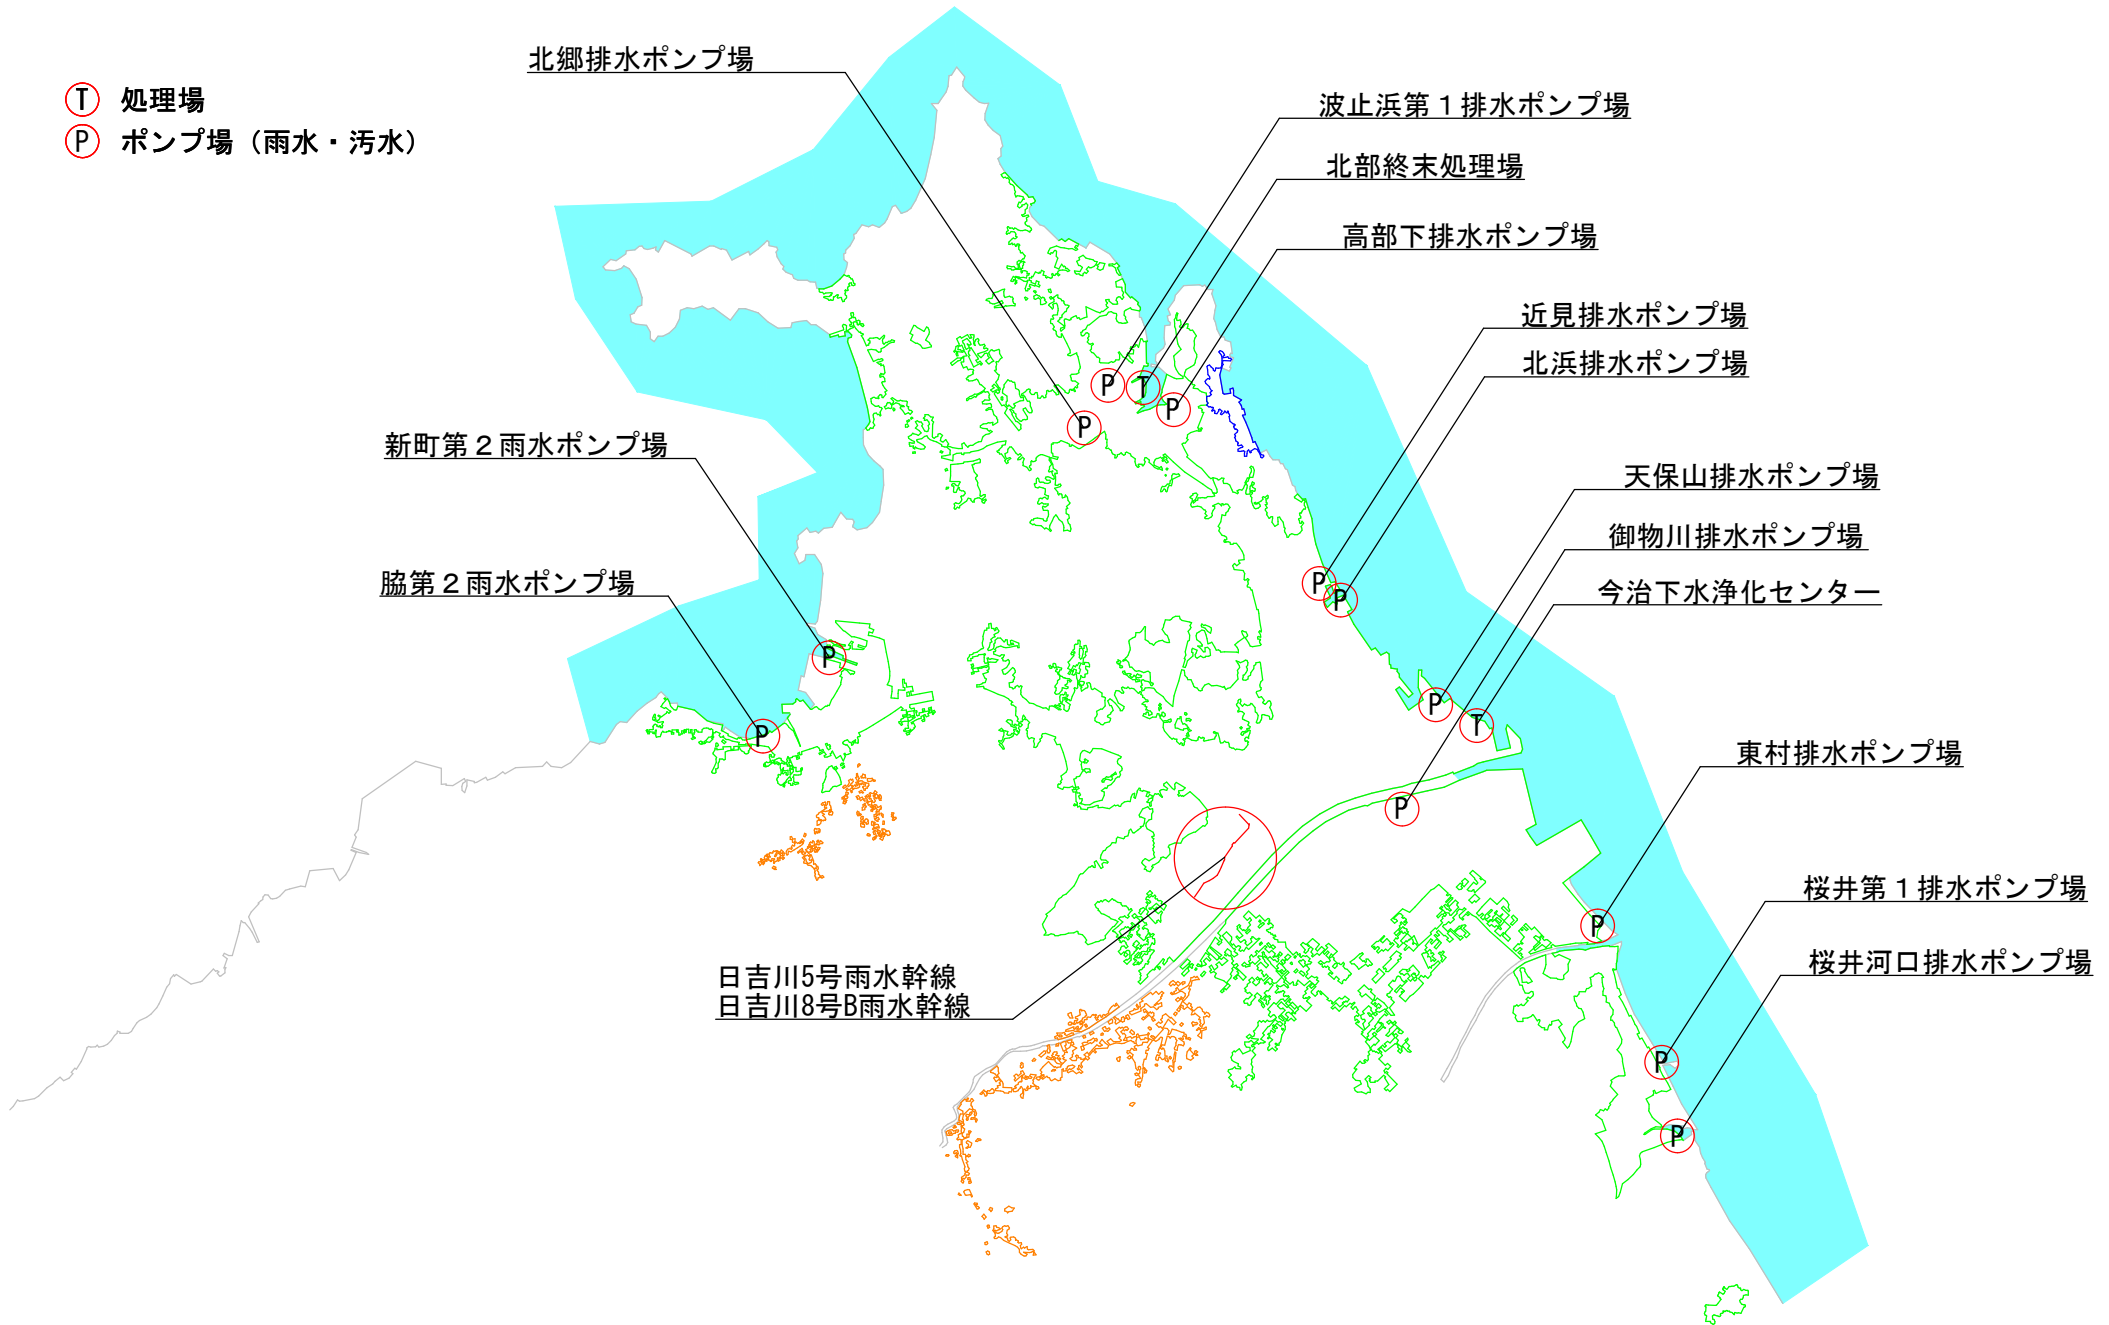 北郷排水ポンプ場
Ⓣ 処理場
Ⓟ ポンプ場（雨水・汚水）
波止浜第１排水ポンプ場
北部終末処理場
高部下排水ポンプ場
近見排水ポンプ場
北浜排水ポンプ場
P
T
P
P
新町第２雨水ポンプ場
天保山排水ポンプ場
御物川排水ポンプ場
脇第２雨水ポンプ場
P
P
今治下水浄化センター
P
P
P
T
東村排水ポンプ場
P
桜井第１排水ポンプ場
P
日吉川5号雨水幹線
日吉川8号B雨水幹線
桜井河口排水ポンプ場
P
P